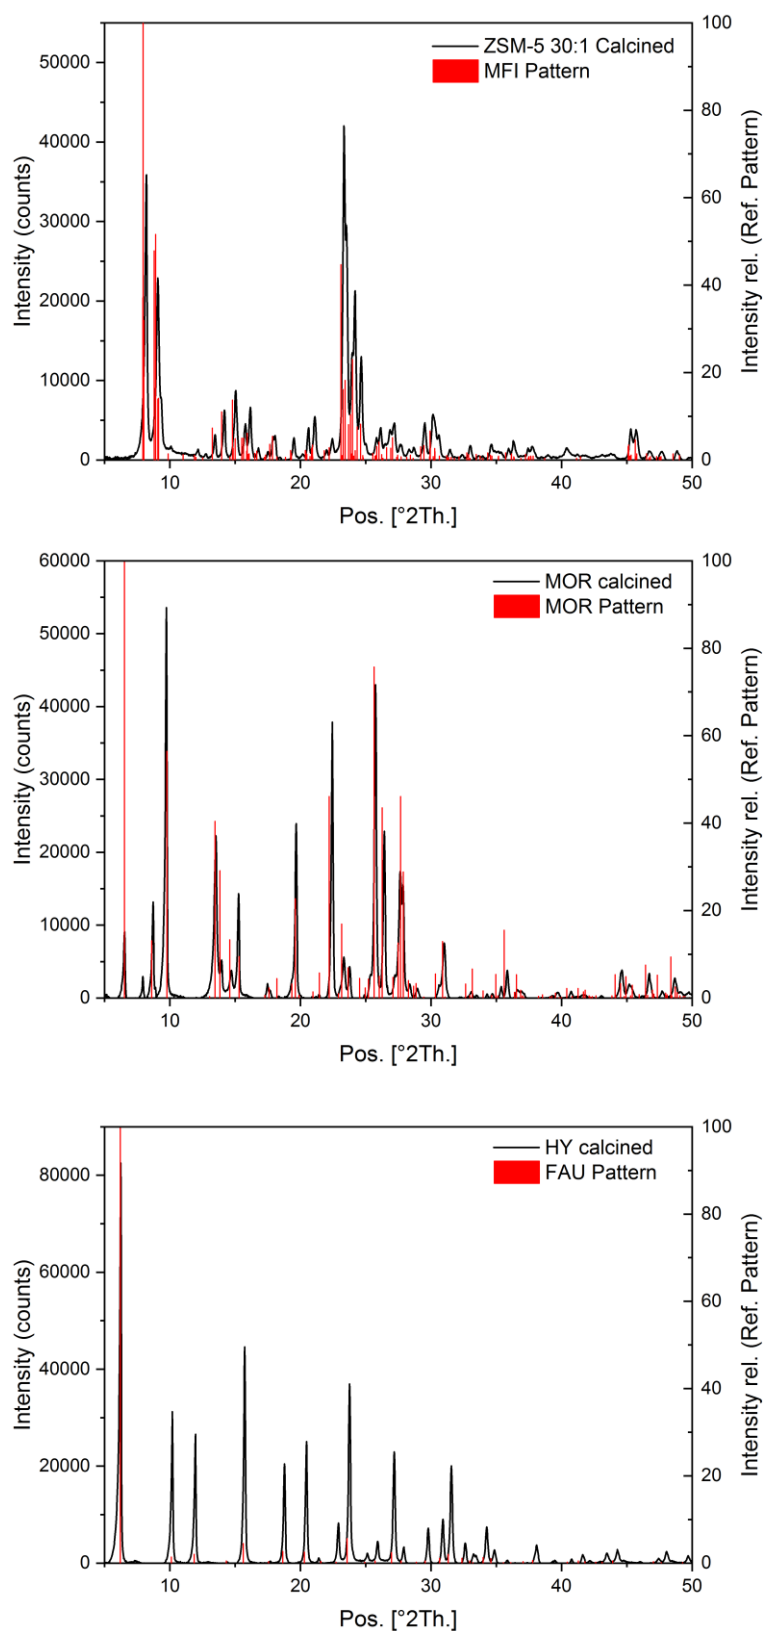 ZSM-5 30:1 Calcined
MFI Pattern
Intensity (counts)
50000
40000
30000
20000
10000
0
100
80
60
40
20
0
Intensity rel. (Ref. Pattern)
10 20 30 40 50
Pos. [°2Th.]
MOR calcined
MOR Pattern
Intensity (counts)
60000
50000
40000
30000
20000
10000
0
100
80
60
40
20
0
Intensity rel. (Ref. Pattern)
10 20 30 40 50
Pos. [°2Th.]
HY calcined
FAU Pattern
Intensity (counts)
80000
60000
40000
20000
0
100
80
60
40
20
0
Intensity rel. (Ref. Pattern)
10 20 30 40 50
Pos. [°2Th.]